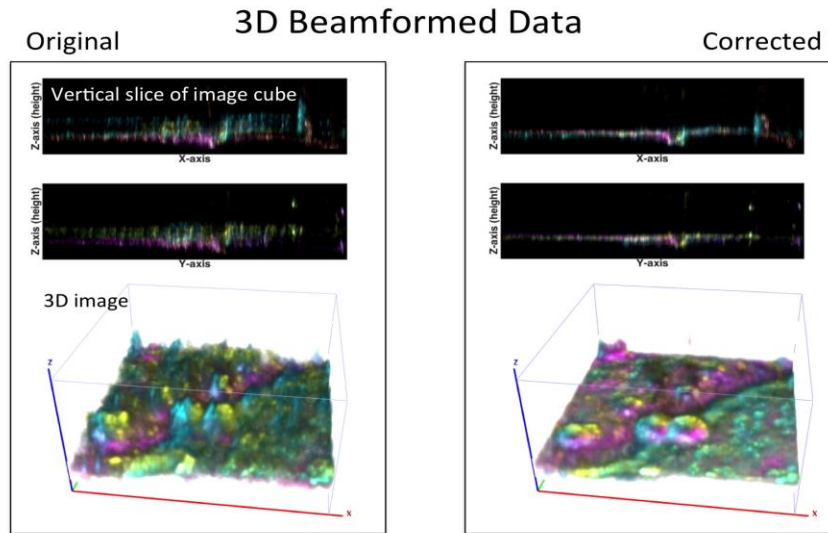 3D Beamformed Data
Original
Corrected
Vertical slice of image cube
Z-axis (height)
X-axis
Z-axis (height)
Y-axis
3D image
z
x
Z-axis (height)
X-axis
Z-axis (height)
Y-axis
z
x